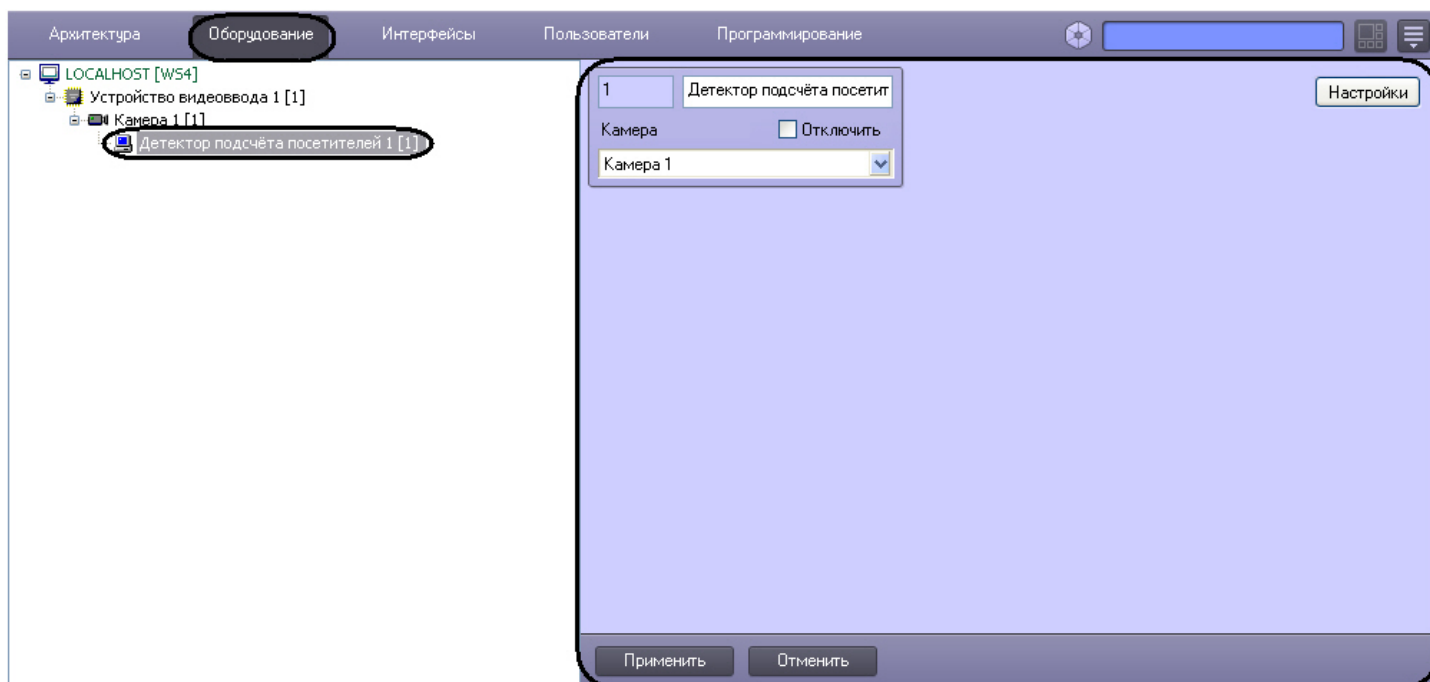 Архитектура Оборудование Интерфейсы Пользователи Программирование
LOCALHOST [WS4]
Устройство видеоввода 1 [1]
Камера 1 [1]
Детектор подсчёта посетителей 1 [1]
1 Детектор подсчёта посетит
Настройки
Камера Отключить
Камера 1
Применить Отменить